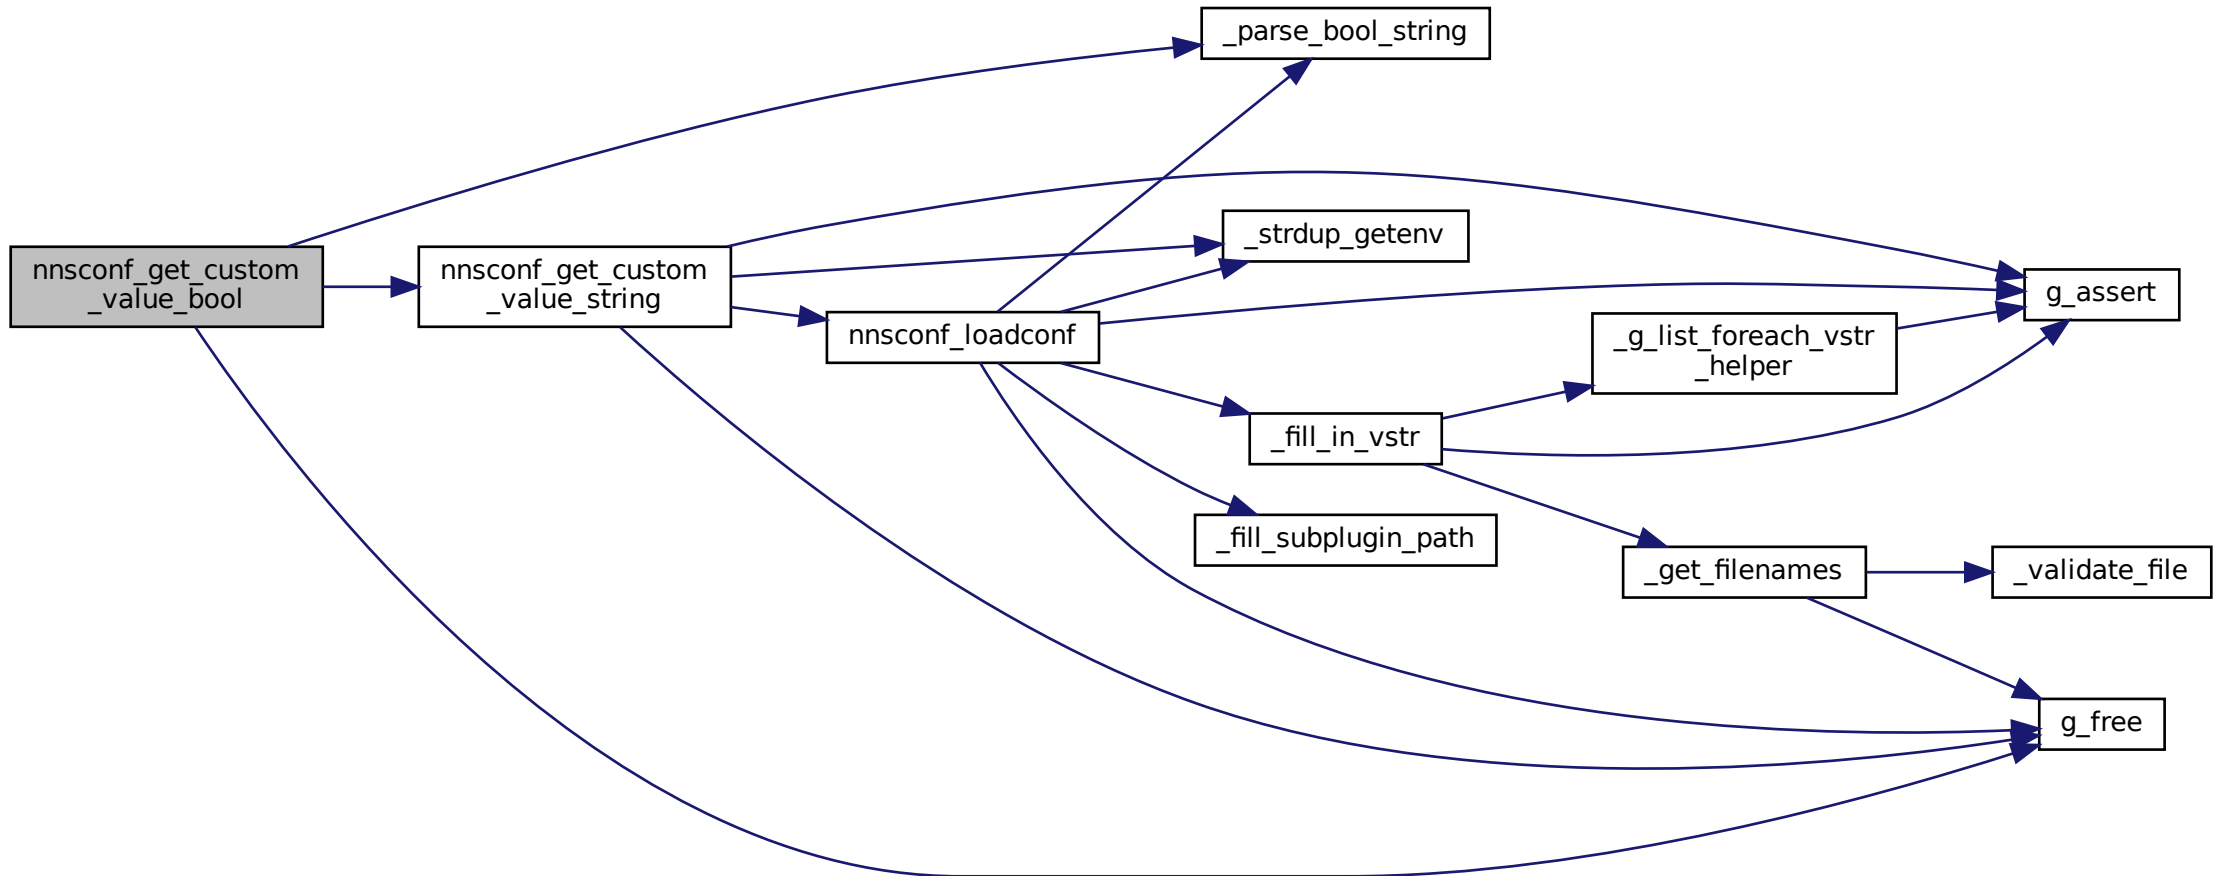 nnsconf_get_custom
_value_bool
nnsconf_get_custom
_value_string
_parse_bool_string
_strdup_getenv
nnsconf_loadconf
_g_list_foreach_vstr
_helper
g_assert
_fill_in_vstr
_fill_subplugin_path
_get_filenames
_validate_file
g_free